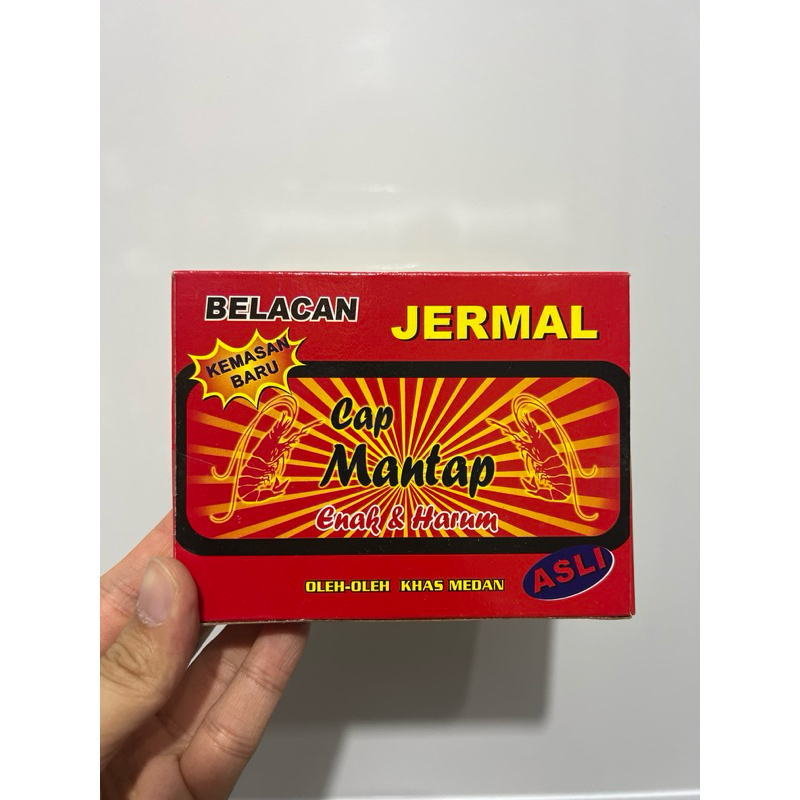 BELACAN
JERMAL
KEMASAN
BARU
Cap
Mantap
Enak & Harum
OLEH-OLEH KHAS MEDAN
ASLI